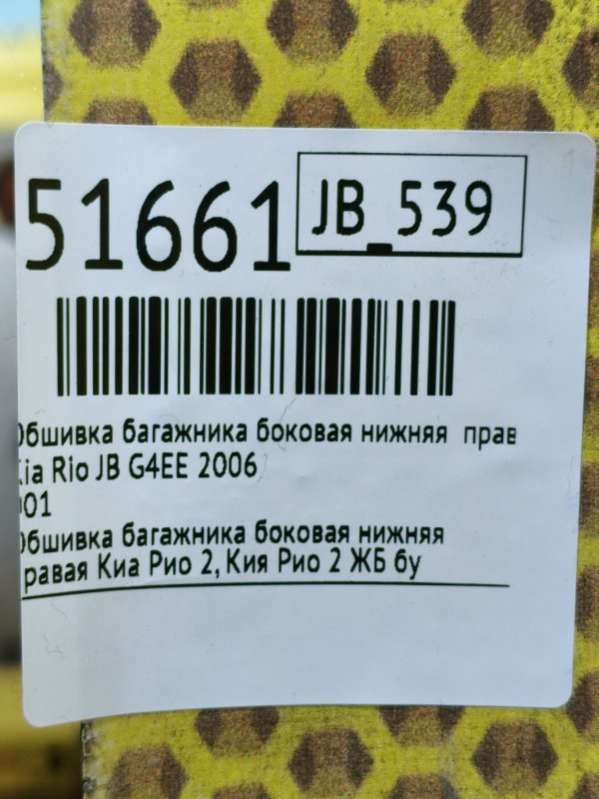 51661
JB_539
Обшивка багажника боковая нижняя прав
Kia Rio JB G4EE 2006
001
Обшивка багажника боковая нижняя
правая Киа Рио 2, Кия Рио 2 ЖБ бу